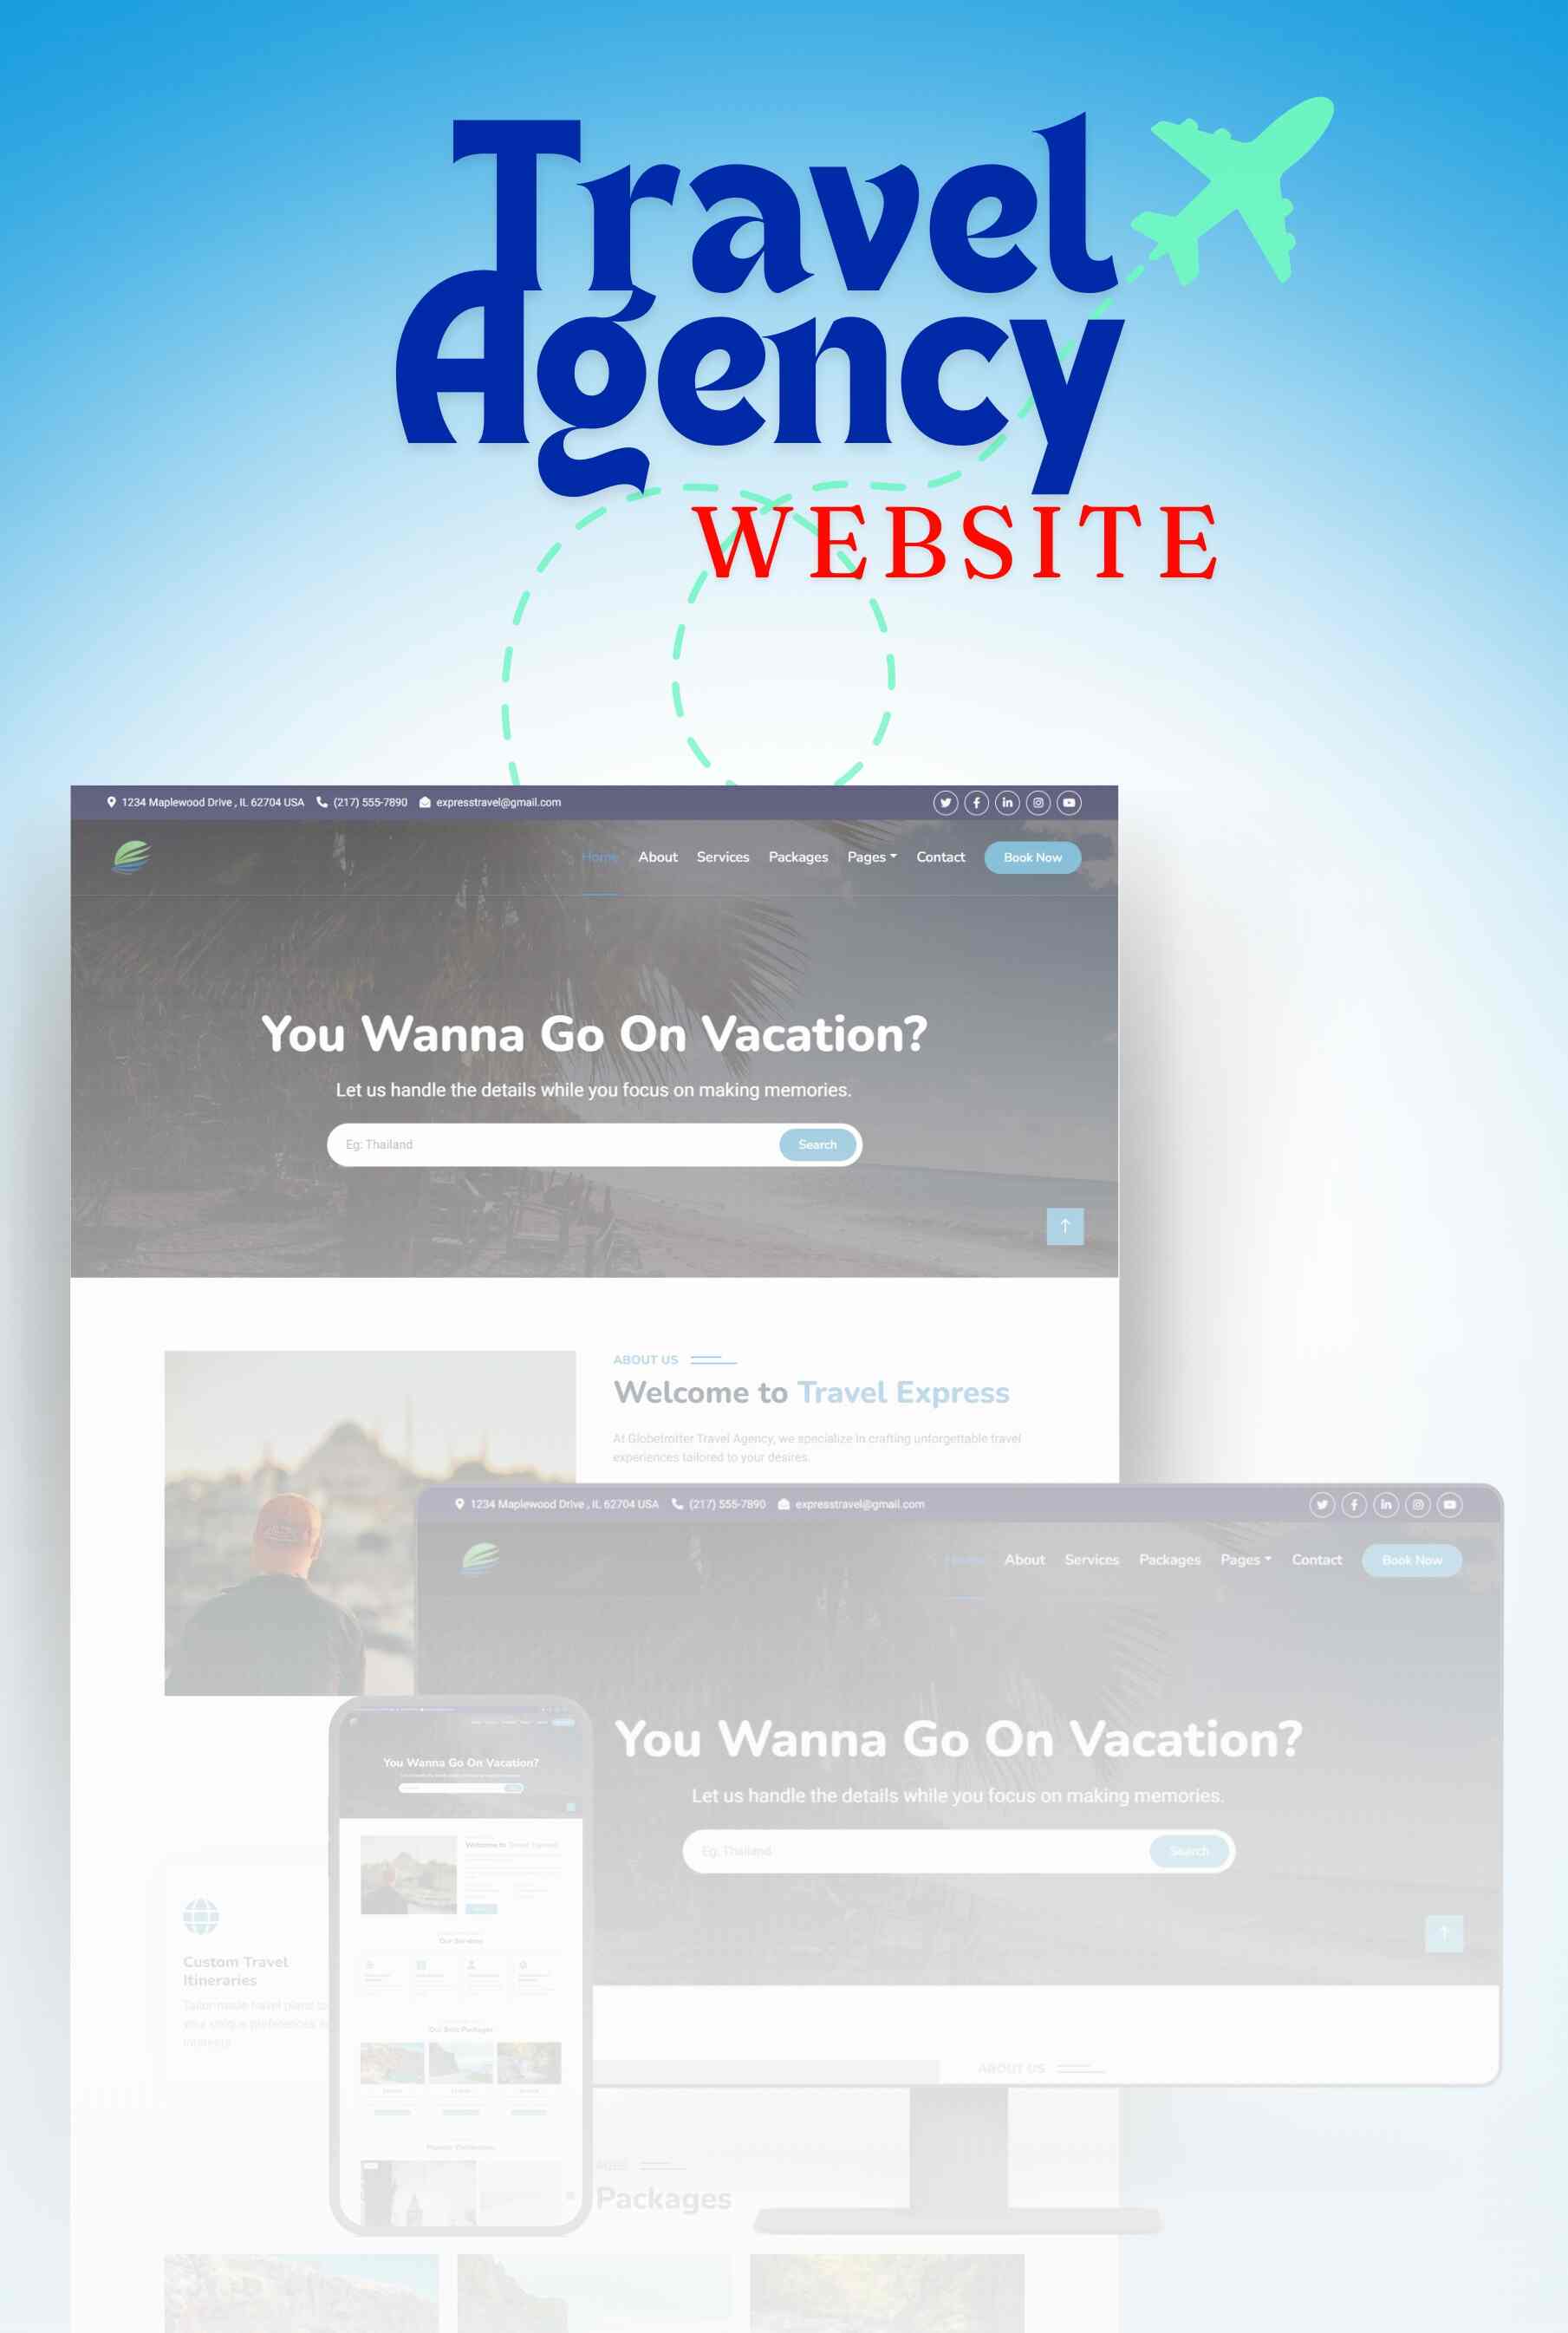 Travel
Agency
WEBSITE
1234 Maplewood Drive , IL 62704 USA (217) 555-7890 expresstravel@gmail.com
Home About Services Packages Pages Contact Book Now
You Wanna Go On Vacation?
Let us handle the details while you focus on making memories.
Eg: Thailand Search
ABOUT US
Welcome to Travel Express
At Globetrotter Travel Agency, we specialize in crafting unforgettable travel
experiences tailored to your desires.
1234 Maplewood Drive , IL 62704 USA (217) 555-7890 expresstravel@gmail.com
Home About Services Packages Pages Contact Book Now
You Wanna Go On Vacation?
Let us handle the details while you focus on making memories.
Eg: Thailand Search
ABOUT US
You Wanna Go On Vacation?
Welcome to Travel Express
Our Services
Our Best Packages
Custom Travel
Itineraries
Tailor-made travel plans
your unique preferences
interests
Packages